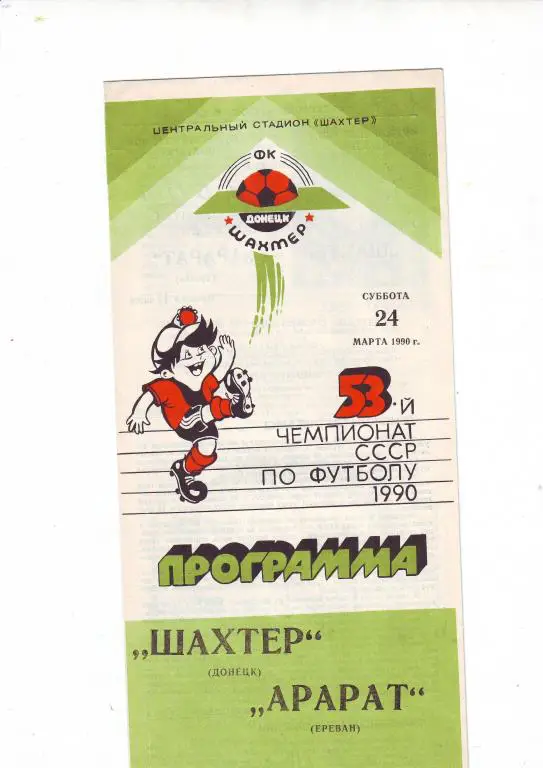 ЦЕНТРАЛЬНЫЙ СТАДИОН «ШАХТЕР»
ФК
ДОНЕЦК
ШАХТЕР
СУББОТА
24
МАРТА 1990 г.
53-й
ЧЕМПИОНАТ
СССР
ПО ФУТБОЛУ
1990
ПРОГРАММА
„ШАХТЕР“
(ДОНЕЦК)
„АРАРАТ“
(ЕРЕВАН)